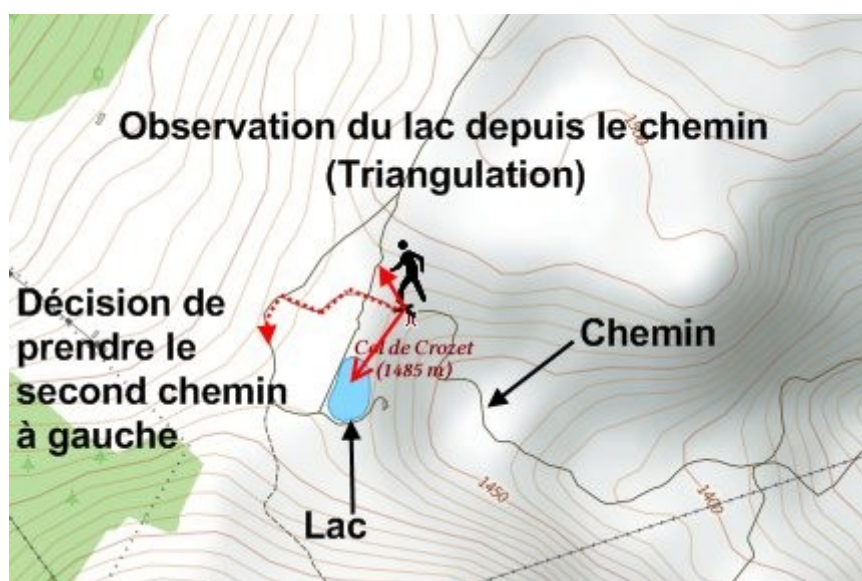 Observation du lac depuis le chemin
(Triangulation)
Décision de
prendre le
second chemin
à gauche
Col de Crozet
(1485 m)
Chemin
Lac
1500
1450
1400